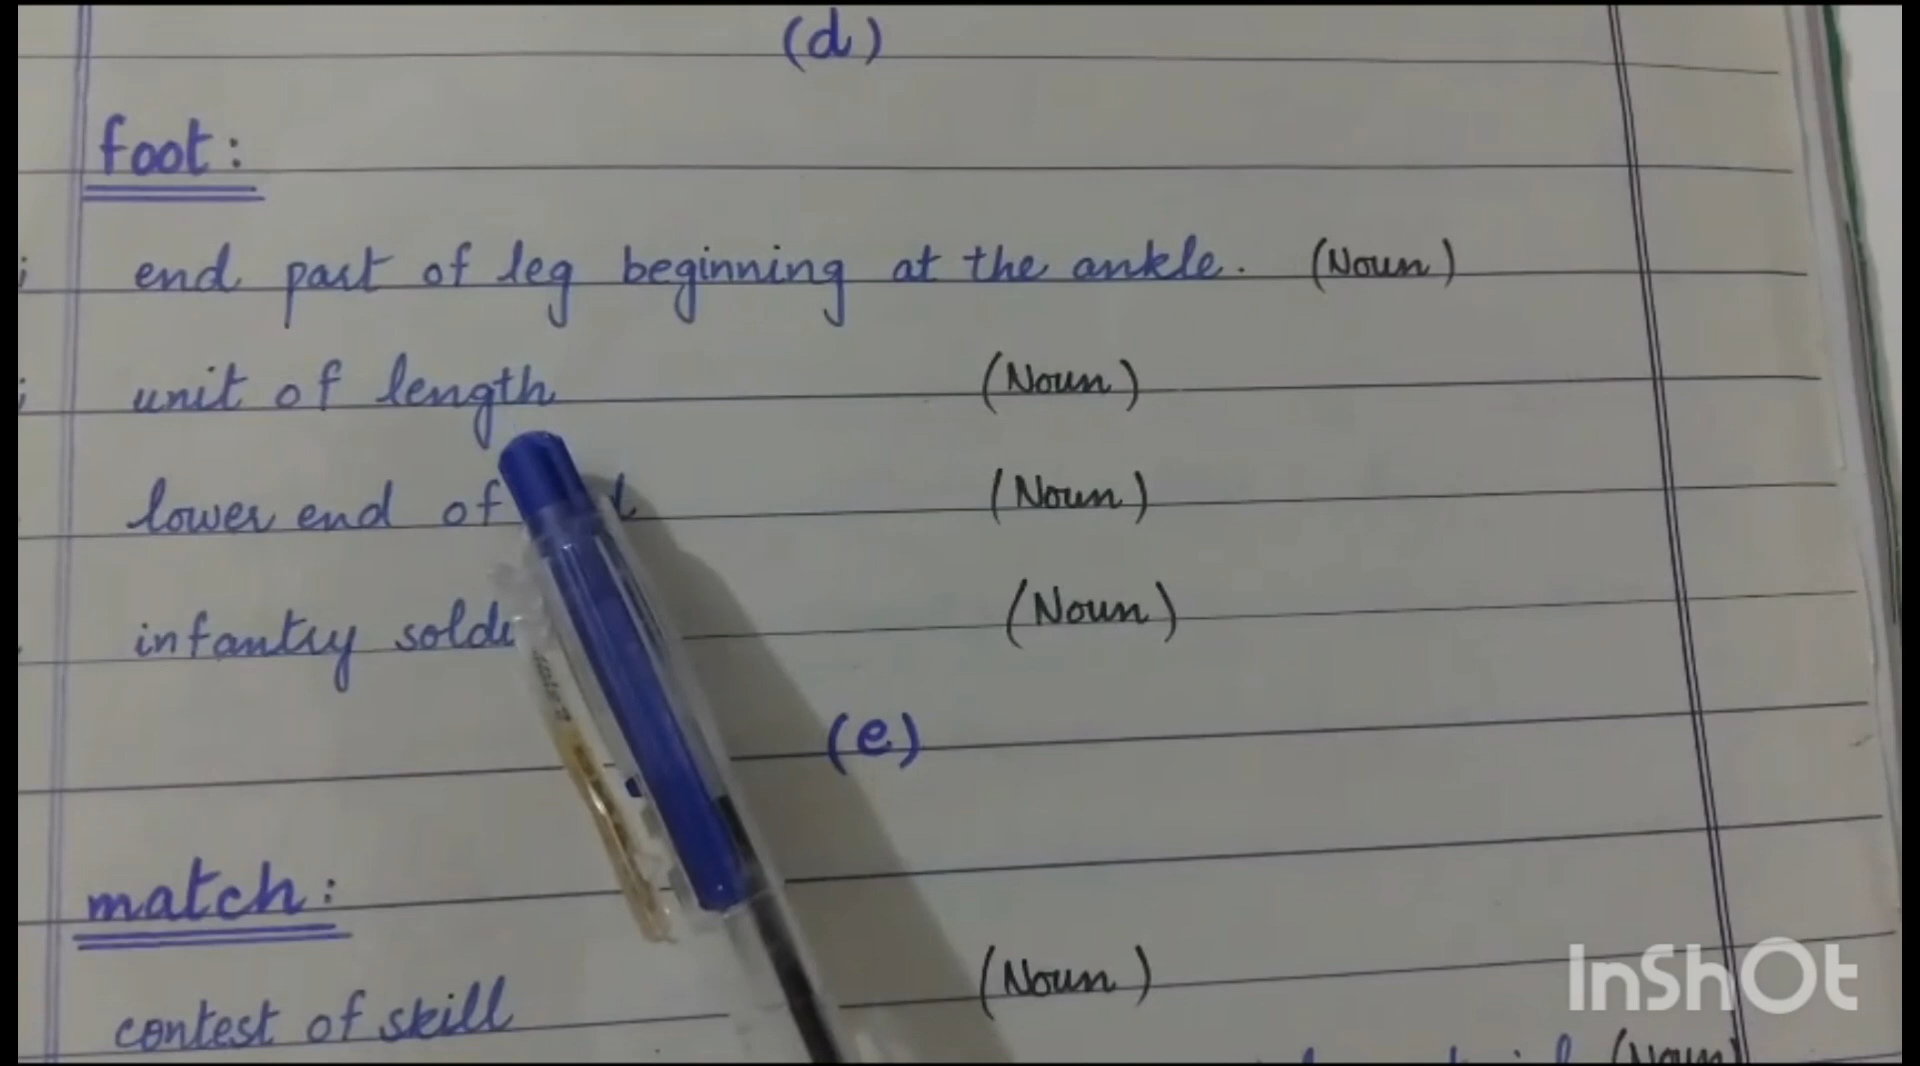 (d)
foot:
end part of leg beginning at the ankle. (Noun)
unit of length (Noun)
lower end of (Noun)
infantry (Noun)
(e)
match:
contest of skill (Noun)
(Noun)
InShOt